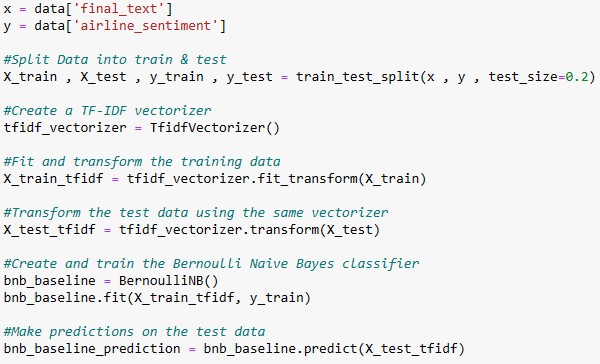 x = data['final_text']
y = data['airline_sentiment']
#Split Data into train & test
X_train , X_test , y_train , y_test = train_test_split(x , y , test_size=0.2)
#Create a TF-IDF vectorizer
tfidf_vectorizer = TfidfVectorizer()
#Fit and transform the training data
X_train_tfidf = tfidf_vectorizer.fit_transform(X_train)
#Transform the test data using the same vectorizer
X_test_tfidf = tfidf_vectorizer.transform(X_test)
#Create and train the Bernoulli Naive Bayes classifier
bnb_baseline = BernoulliNB()
bnb_baseline.fit(X_train_tfidf, y_train)
#Make predictions on the test data
bnb_baseline_prediction = bnb_baseline.predict(X_test_tfidf)